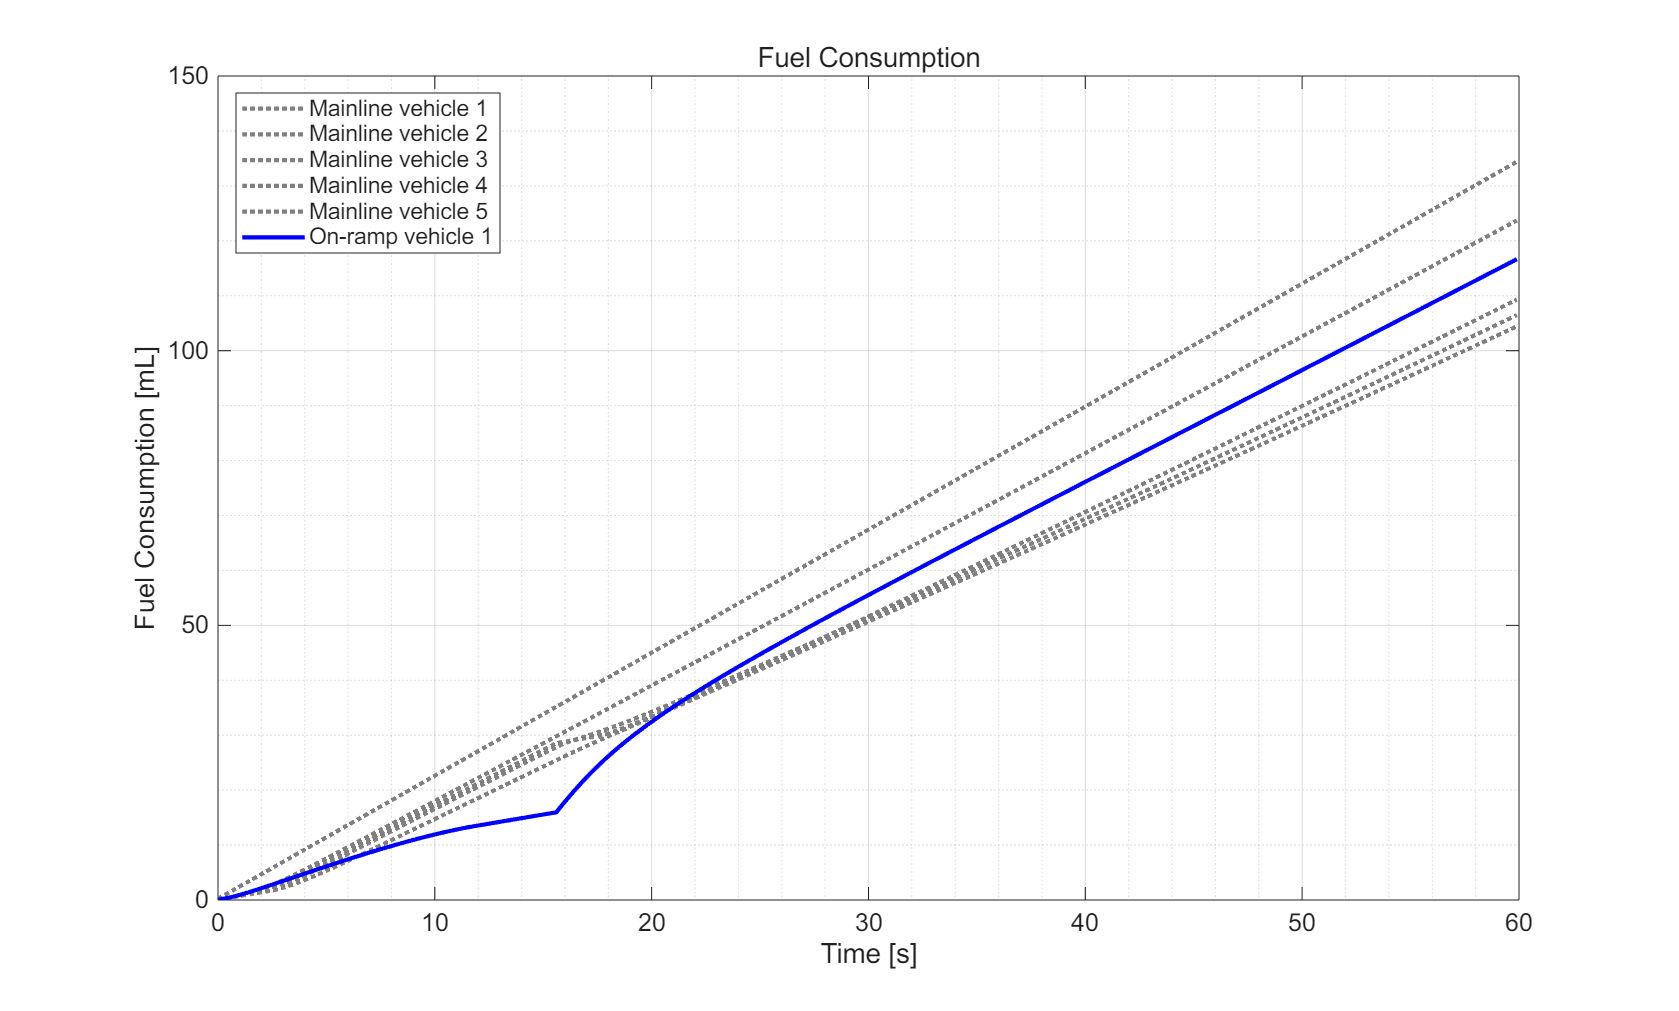 Fuel Consumption
150
100
50
0
Fuel Consumption [mL]
Mainline vehicle 1
Mainline vehicle 2
Mainline vehicle 3
Mainline vehicle 4
Mainline vehicle 5
On-ramp vehicle 1
0 10 20 30 40 50 60
Time [s]